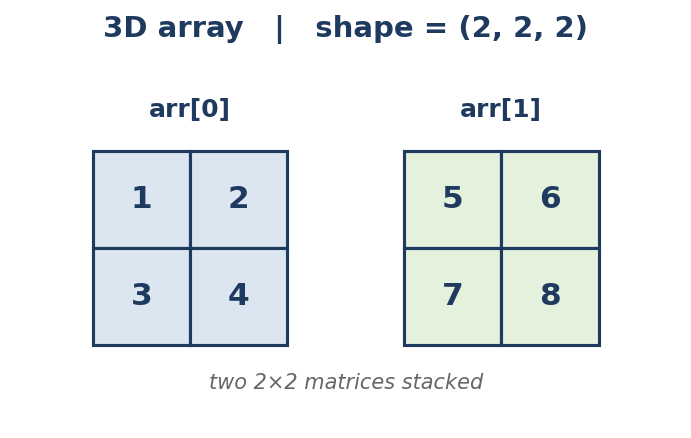 3D array | shape = (2, 2, 2)
arr[0] arr[1]
1 2 5 6
3 4 7 8
two 2×2 matrices stacked